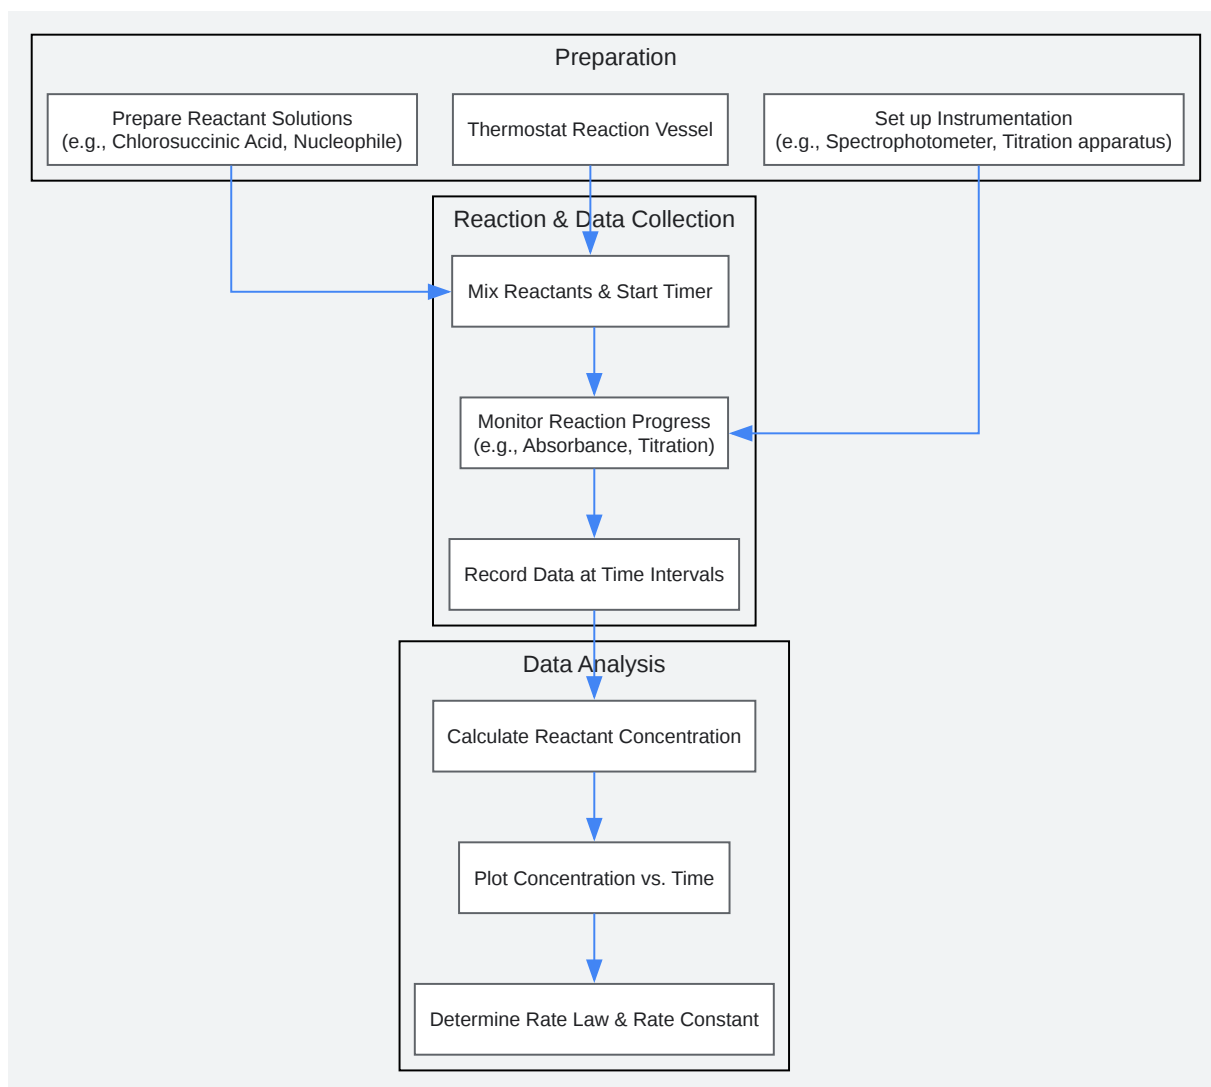 Preparation
Prepare Reactant Solutions
(e.g., Chlorosuccinic Acid, Nucleophile)
Thermostat Reaction Vessel
Set up Instrumentation
(e.g., Spectrophotometer, Titration apparatus)
Reaction & Data Collection
Mix Reactants & Start Timer
Monitor Reaction Progress
(e.g., Absorbance, Titration)
Record Data at Time Intervals
Data Analysis
Calculate Reactant Concentration
Plot Concentration vs. Time
Determine Rate Law & Rate Constant